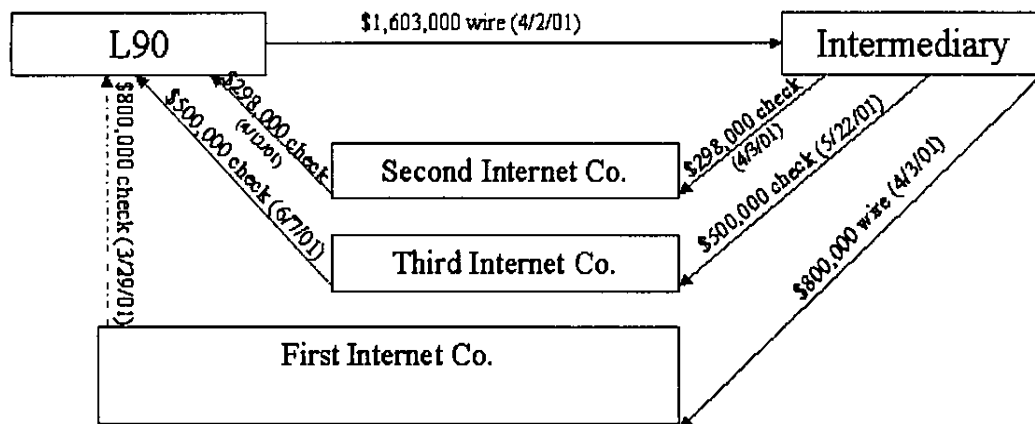 $1,603,000 wire (4/2/01)
L90
Intermediary
$800,000 check (3/29/01)
$500,000 check (6/7/01)
$298,000 check
(4/12/01)
$298,000 check
(4/3/01)
$500,000 check (5/22/01)
$800,000 wire (4/3/01)
Second Internet Co.
Third Internet Co.
First Internet Co.